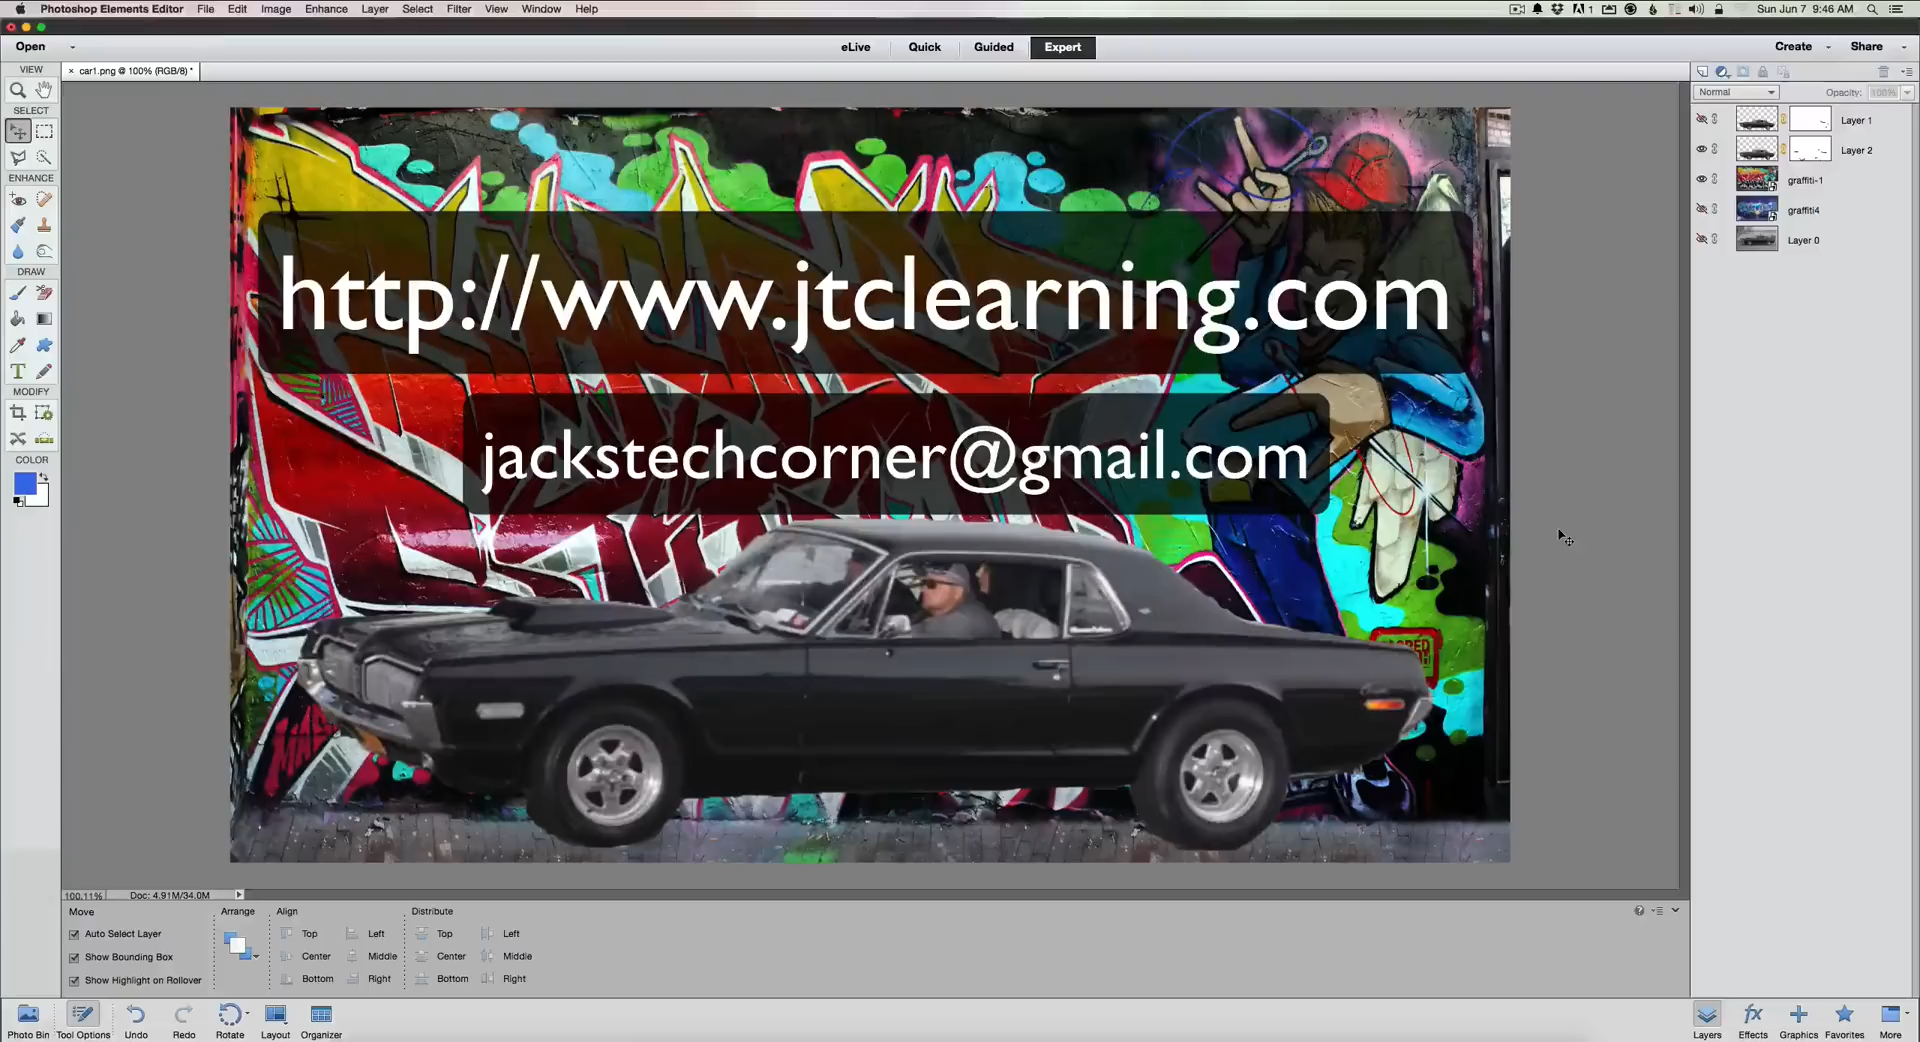 Photoshop Elements Editor File Edit Image Enhance Layer Select Filter View Window Help
1 Sun Jun 7 9:46 AM
Open eLive Quick Guided Expert Create Share
VIEW × car1.png @ 100% (RGB/8) *
Normal Opacity: 100%
SELECT
Layer 1
Layer 2
ENHANCE
graffiti-1
graffiti4
Layer 0
DRAW
http://www.jtclearning.com
T
MODIFY
jackstechcorner@gmail.com
COLOR
100.11% Doc: 4.91M/34.0M
Move Arrange Align Distribute
Auto Select Layer Top Left Top Left
Show Bounding Box Center Middle Center Middle
Show Highlight on Rollover Bottom Right Bottom Right
Photo Bin Tool Options Undo Redo Rotate Layout Organizer
fx
Layers Effects Graphics Favorites More